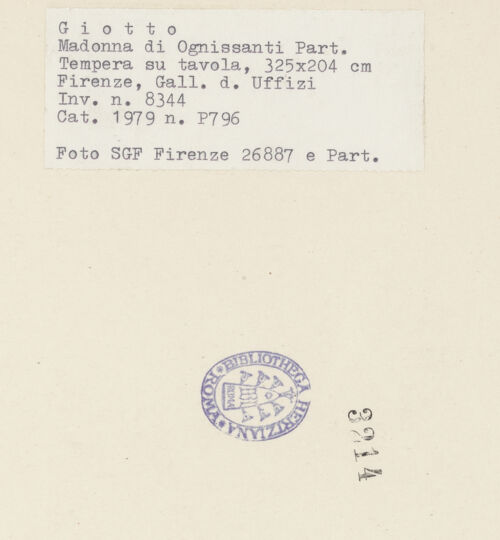 G i o t t o
Madonna di Ognissanti Part.
Tempera su tavola, 325x204 cm
Firenze, Gall. d. Uffizi
Inv. n. 8344
Cat. 1979 n. P796
Foto SGF Firenze 26887 e Part.
BIBLIOTHECA HERTZIANA * ROMA *
ROMA
3214